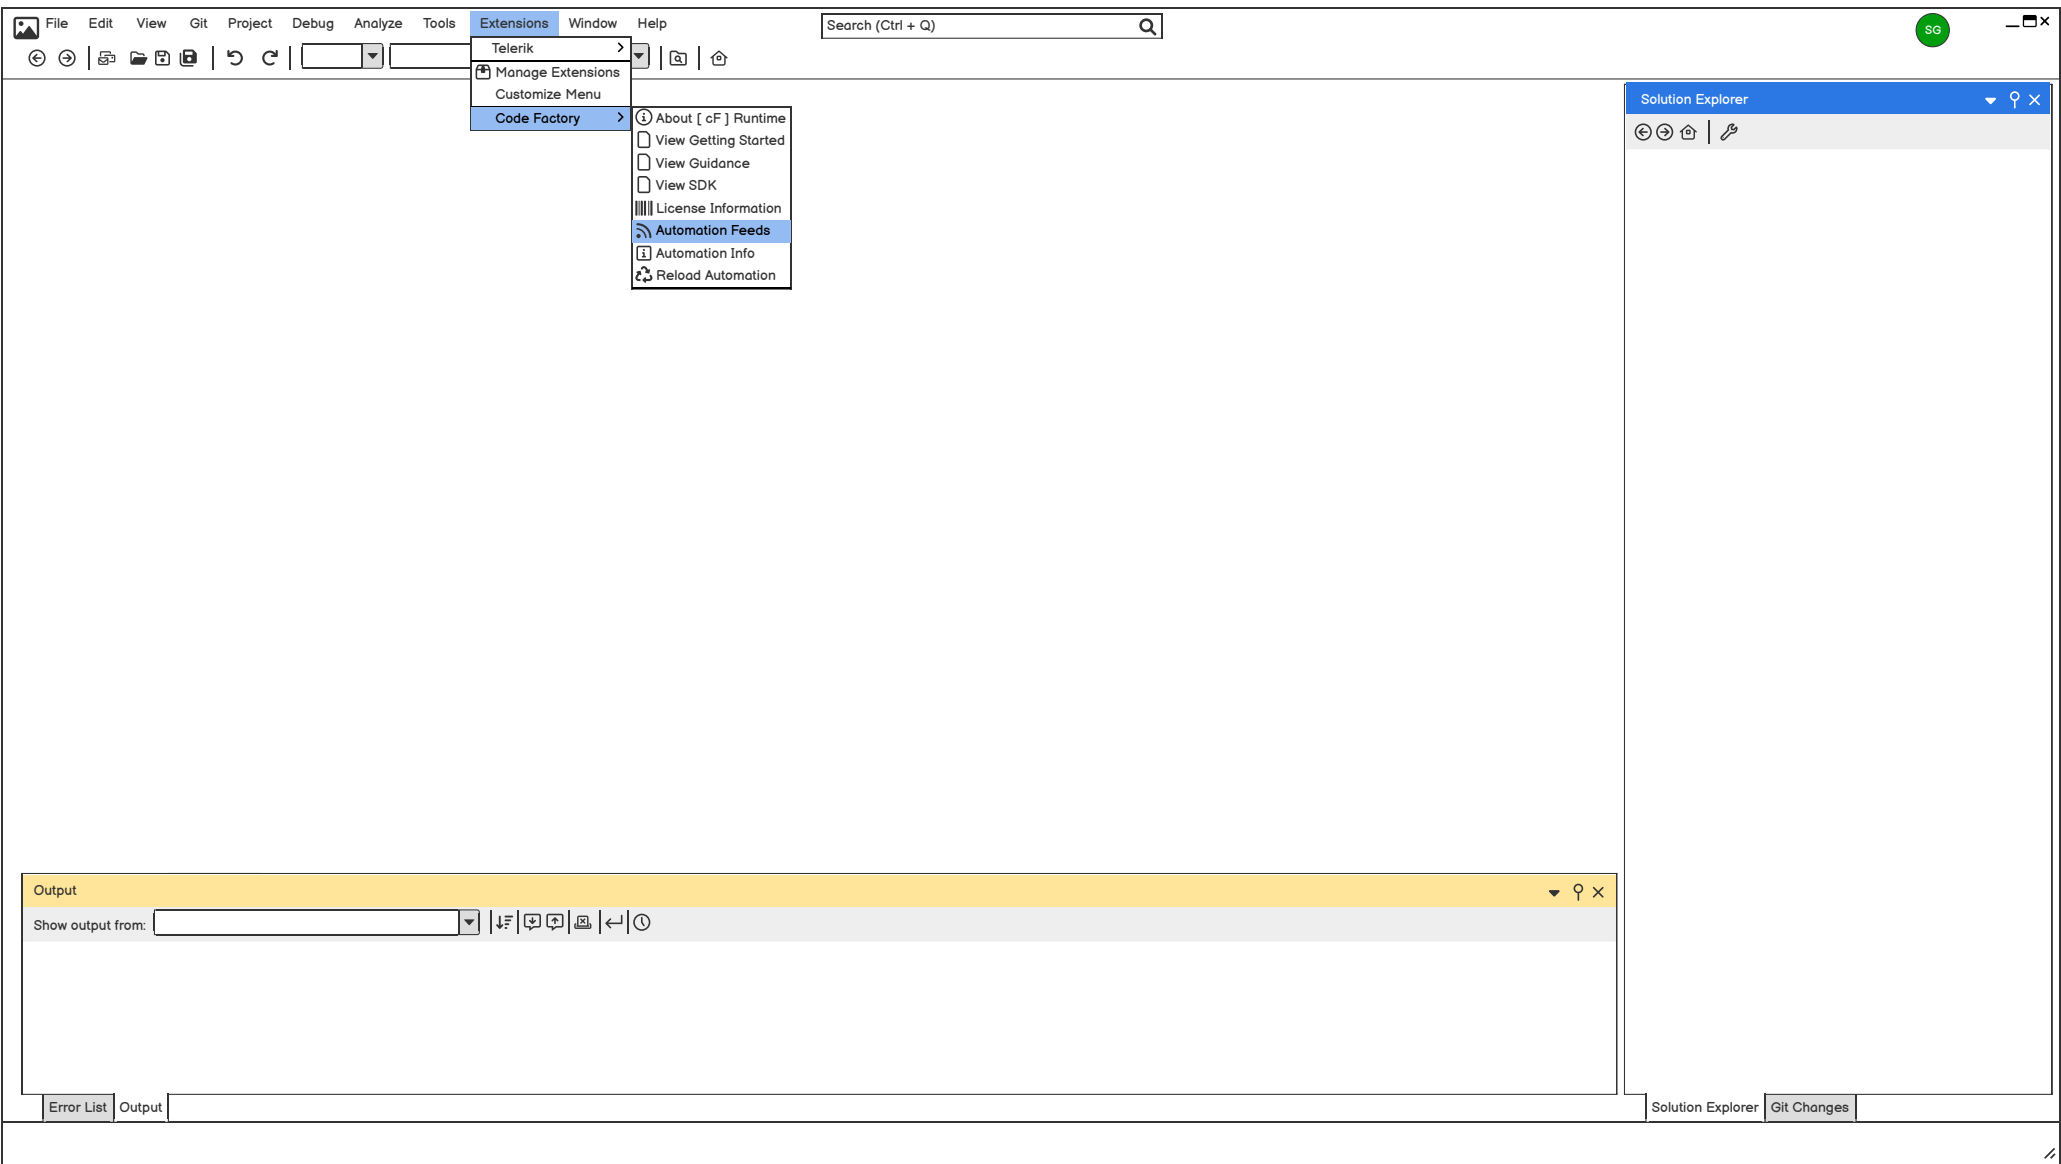 File Edit View Git Project Debug Analyze Tools Extensions Window Help
Search (Ctrl + Q)
SG
Telerik
Manage Extensions
Customize Menu
Code Factory
About [ cF ] Runtime
View Getting Started
View Guidance
View SDK
License Information
Automation Feeds
Automation Info
Reload Automation
Solution Explorer
Output
Show output from:
Error List Output
Solution Explorer Git Changes